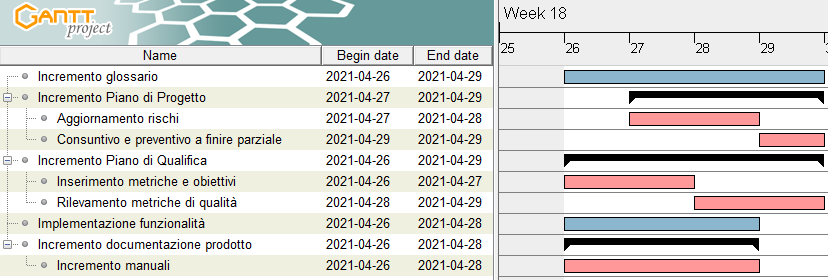 GANTT
project
Week 18
25 26 27 28 29
Name Begin date End date
Incremento glossario 2021-04-26 2021-04-29
Incremento Piano di Progetto 2021-04-27 2021-04-29
Aggiornamento rischi 2021-04-27 2021-04-28
Consuntivo e preventivo a finire parziale 2021-04-29 2021-04-29
Incremento Piano di Qualifica 2021-04-26 2021-04-29
Inserimento metriche e obiettivi 2021-04-26 2021-04-27
Rilevamento metriche di qualità 2021-04-28 2021-04-29
Implementazione funzionalità 2021-04-26 2021-04-28
Incremento documentazione prodotto 2021-04-26 2021-04-28
Incremento manuali 2021-04-26 2021-04-28